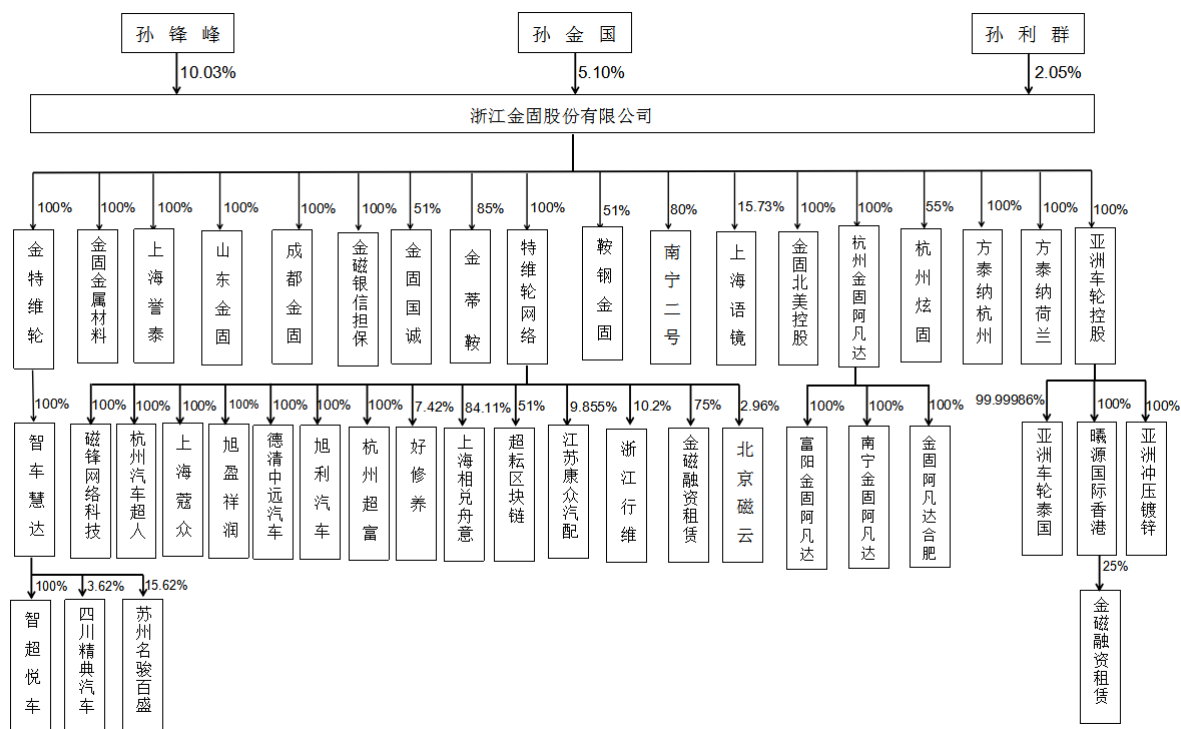 孙锋峰
孙金国
孙利群
10.03%
5.10%
2.05%
浙江金固股份有限公司
100%
100%
100%
100%
100%
100%
51%
85%
100%
51%
80%
15.73%
100%
100%
55%
100%
100%
100%
金特维轮
金固金属材料
上海誉泰
山东金固
成都金固
金磁银信担保
金固国诚
金蒂鞍
特维轮网络
鞍钢金固
南宁二号
上海语镜
金固北美控股
杭州金固阿凡达
杭州炫固
方泰纳杭州
方泰纳荷兰
亚洲车轮控股
100%
100%
100%
100%
100%
100%
100%
100%
7.42%
84.11%
51%
9.855%
10.2%
75%
2.96%
100%
100%
100%
99.99986%
100%
100%
智车慧达
磁锋网络科技
杭州汽车超人
上海蔻众
旭盈祥润
德清中远汽车
旭利汽车
杭州超富
好修养
上海相兑舟意
超耘区块链
江苏康众汽配
浙江行维
金磁融资租赁
北京磁云
富阳金固阿凡达
南宁金固阿凡达
金固阿凡达合肥
亚洲车轮泰国
曦源国际香港
亚洲冲压镀锌
100%
3.62%
15.62%
25%
智超悦车
四川精典汽车
苏州名骏百盛
金磁融资租赁